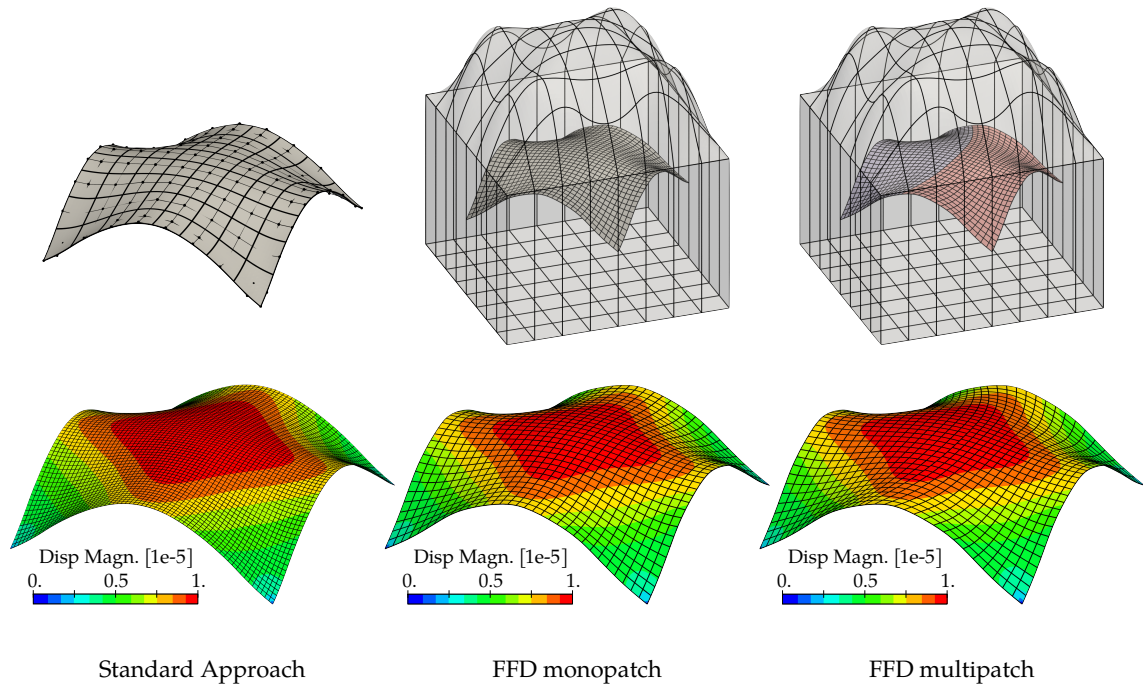 Disp Magn. [1e-5]
0. 0.5 1.
Disp Magn. [1e-5]
0. 0.5 1.
Disp Magn. [1e-5]
0. 0.5 1.
Standard Approach
FFD monopatch
FFD multipatch